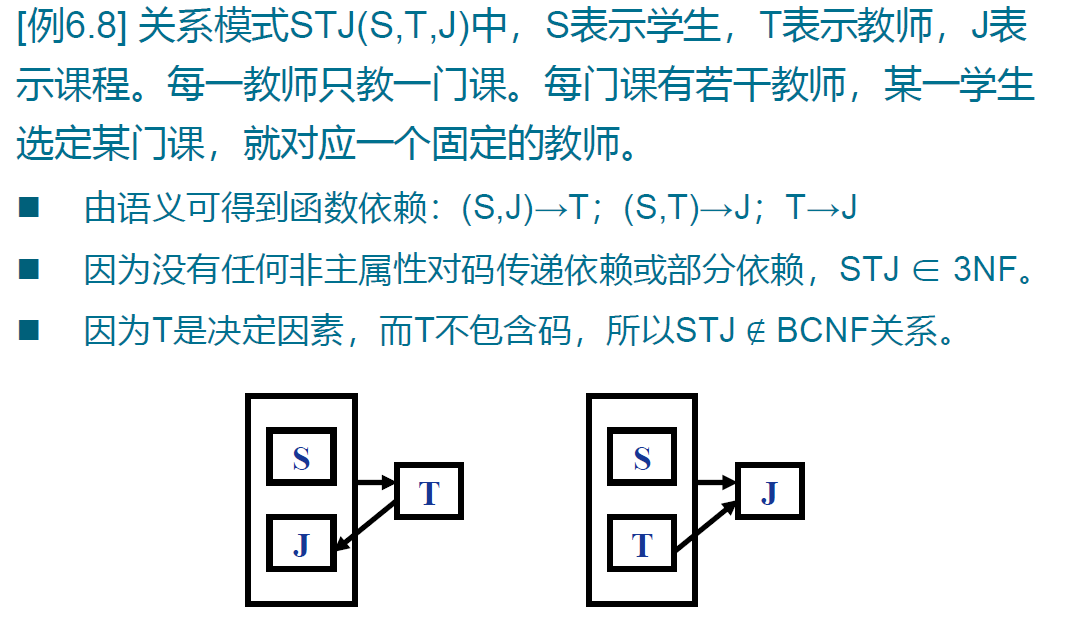 [例6.8] 关系模式STJ(S,T,J)中，S表示学生，T表示教师，J表
示课程。每一教师只教一门课。每门课有若干教师，某一学生
选定某门课，就对应一个固定的教师。
■ 由语义可得到函数依赖：(S,J)→T；(S,T)→J；T→J
■ 因为没有任何非主属性对码传递依赖或部分依赖，STJ ∈ 3NF。
■ 因为T是决定因素，而T不包含码，所以STJ ∉ BCNF关系。
S
T
J
S
J
T